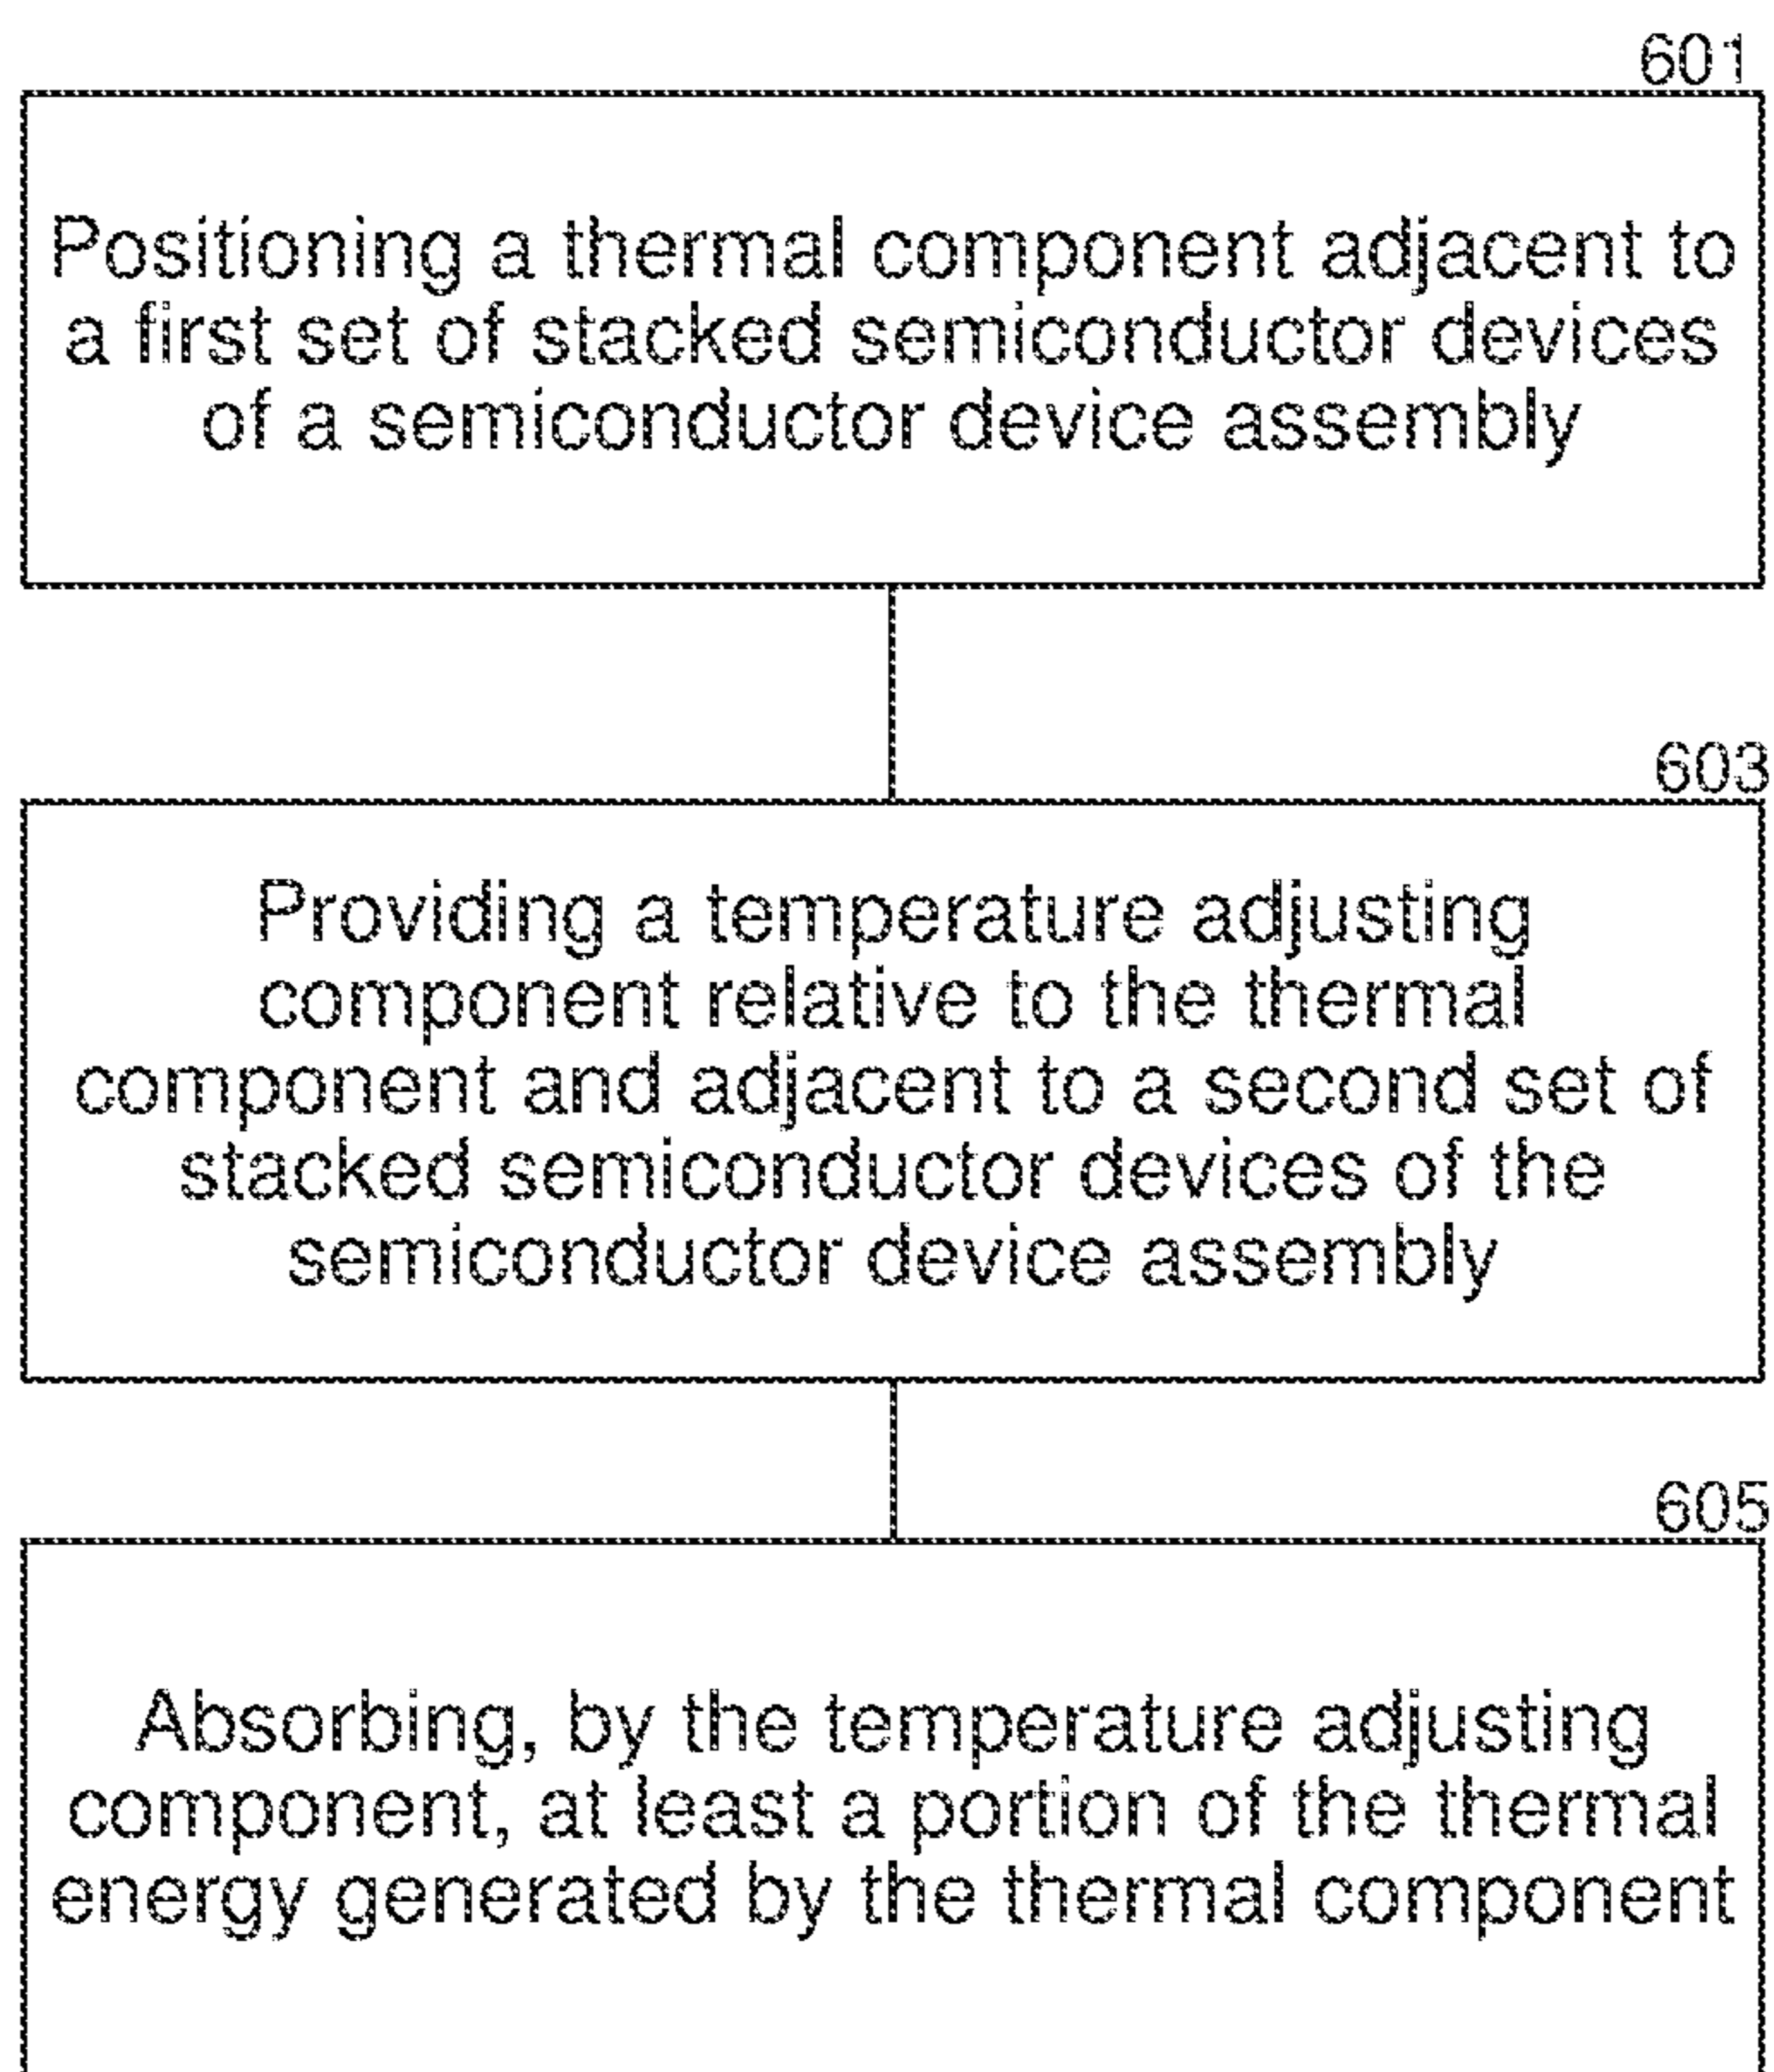 601
Positioning a thermal component adjacent to
a first set of stacked semiconductor devices
of a semiconductor device assembly
603
Providing a temperature adjusting
component relative to the thermal
component and adjacent to a second set of
stacked semiconductor devices of the
semiconductor device assembly
605
Absorbing, by the temperature adjusting
component, at least a portion of the thermal
energy generated by the thermal component